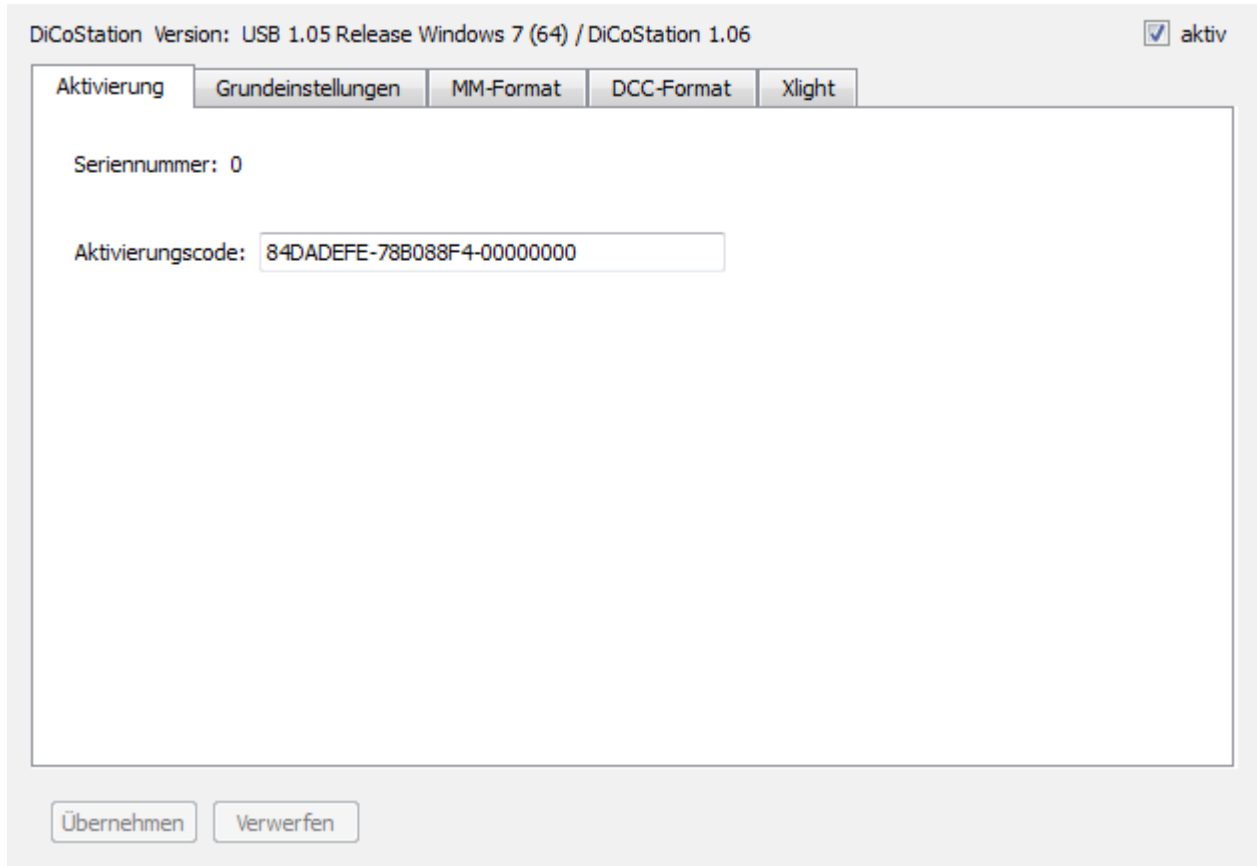 DiCoStation Version: USB 1.05 Release Windows 7 (64) / DiCoStation 1.06 aktiv
Aktivierung Grundeinstellungen MM-Format DCC-Format Xlight
Seriennummer: 0
Aktivierungscode: 84DADEFE-78B088F4-00000000
Übernehmen Verwerfen